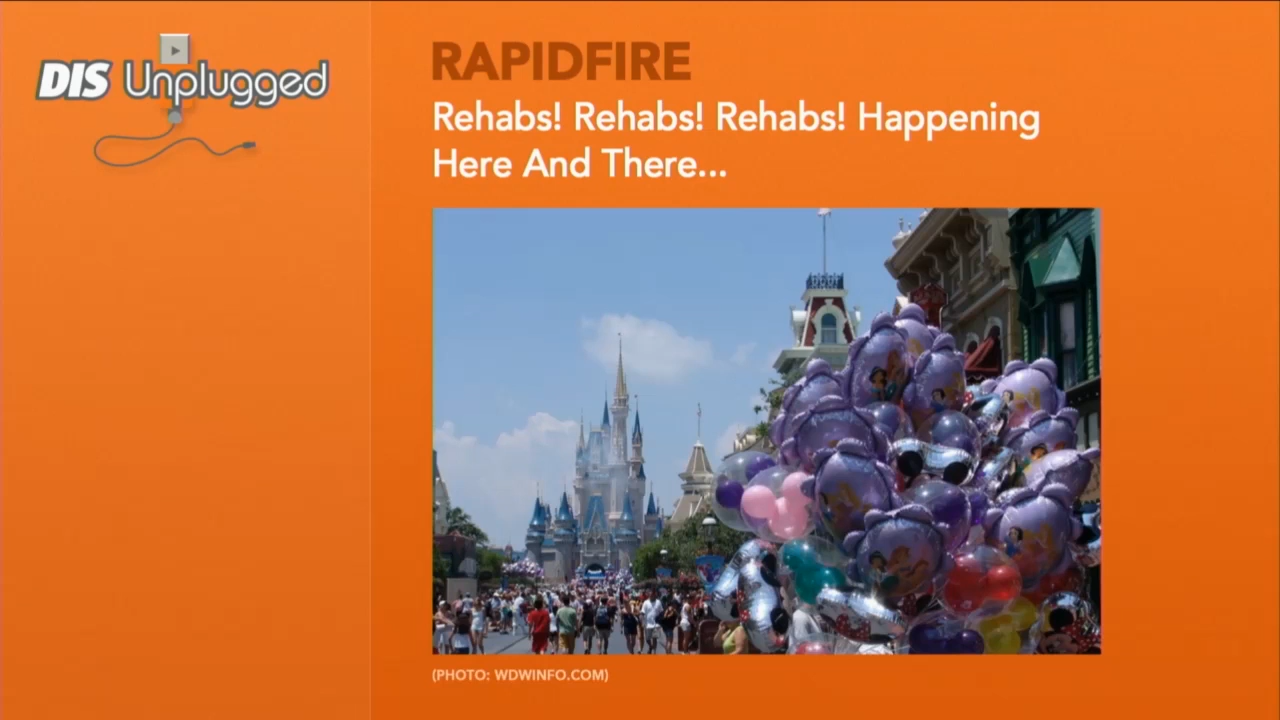 DIS Unplugged
RAPIDFIRE
Rehabs! Rehabs! Rehabs! Happening
Here And There...
(PHOTO: WDWINFO.COM)